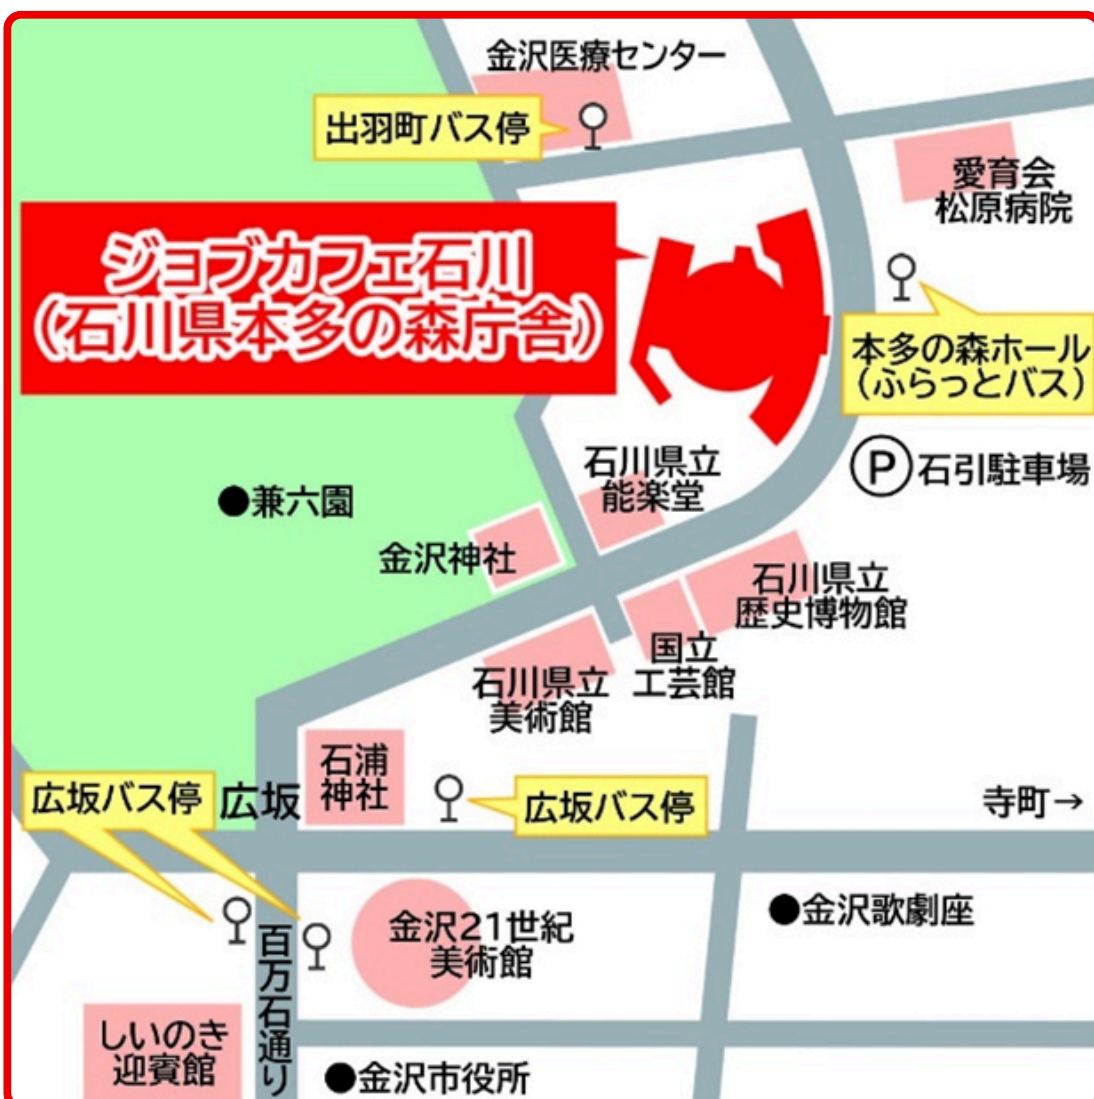 金沢医療センター
出羽町バス停
愛育会
松原病院
ジョブカフェ石川
（石川県本多の森庁舎）
本多の森ホール
（ふらっとバス）
P 石引駐車場
石川県立
能楽堂
●兼六園
金沢神社
石川県立
歴史博物館
国立
工芸館
石川県立
美術館
石浦
神社
広坂バス停
広坂
広坂バス停
寺町→
●金沢歌劇座
金沢21世紀
美術館
百万石通り
しいのき
迎賓館
●金沢市役所